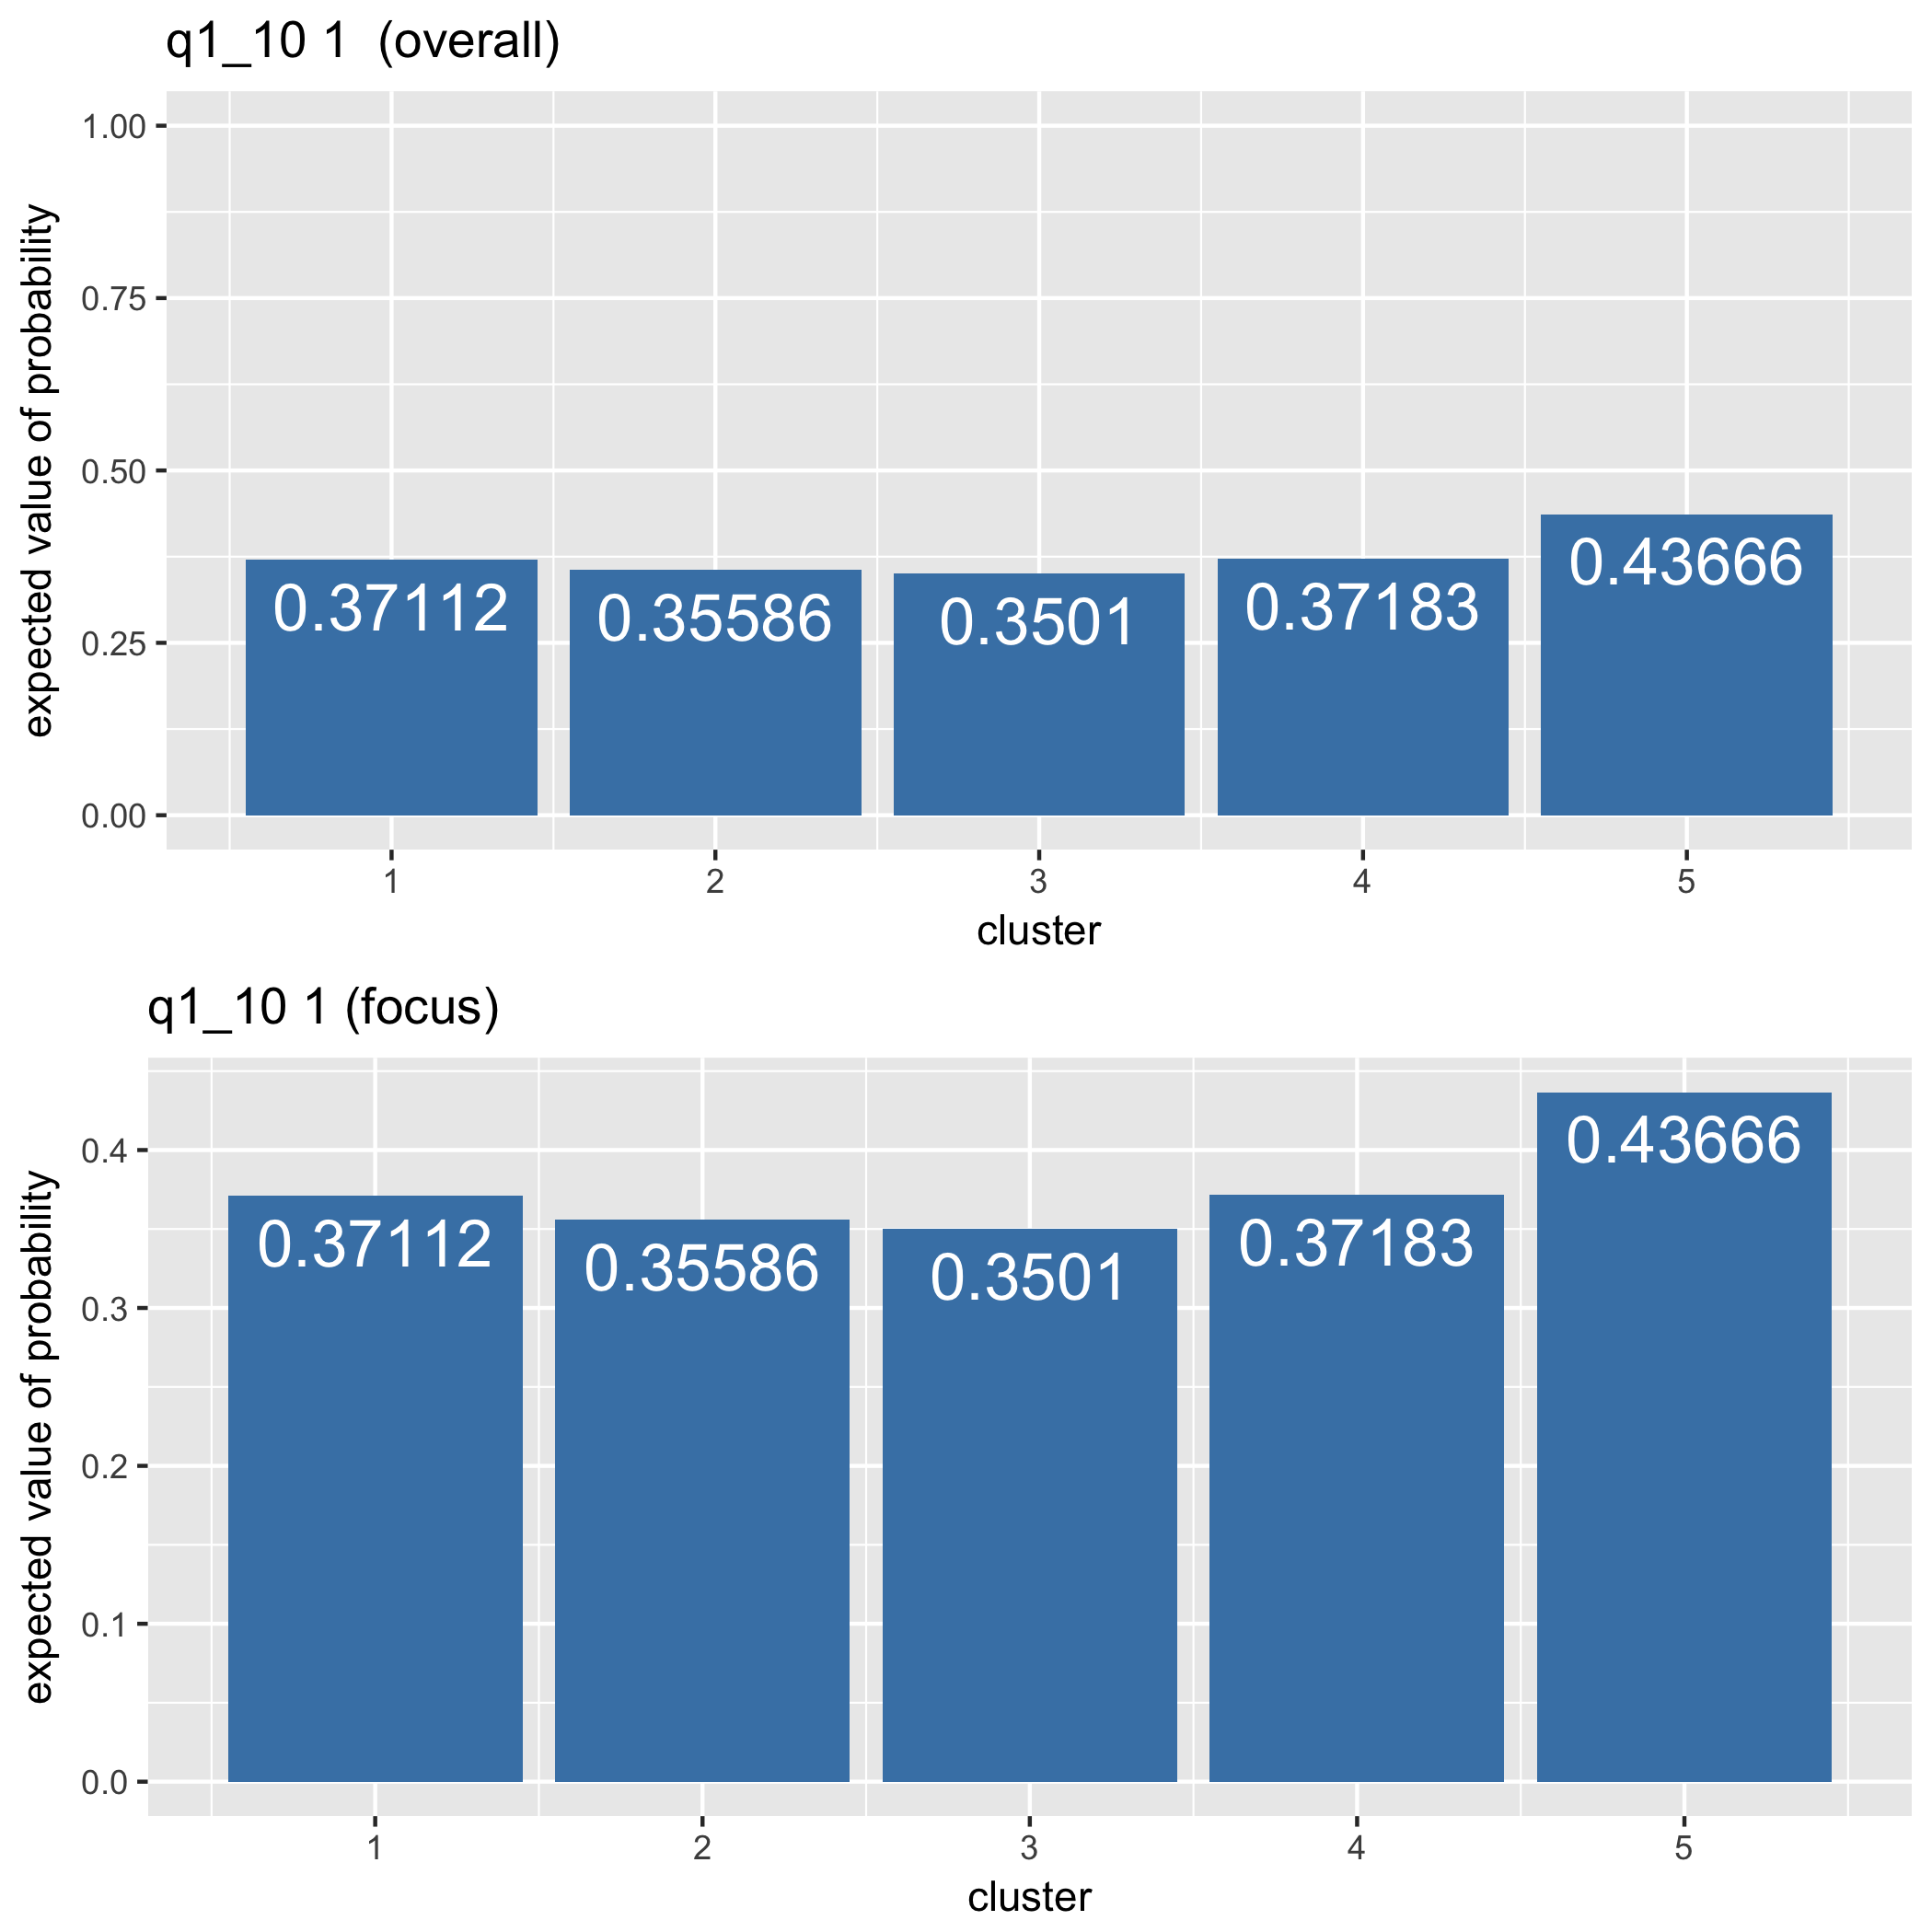 q1_10 1  (overall)
expected value of probability
1.00
0.75
0.50
0.25
0.00
0.37112
0.35586
0.3501
0.37183
0.43666
1 2 3 4 5
cluster
q1_10 1 (focus)
expected value of probability
0.4
0.3
0.2
0.1
0.0
0.37112
0.35586
0.3501
0.37183
0.43666
1 2 3 4 5
cluster